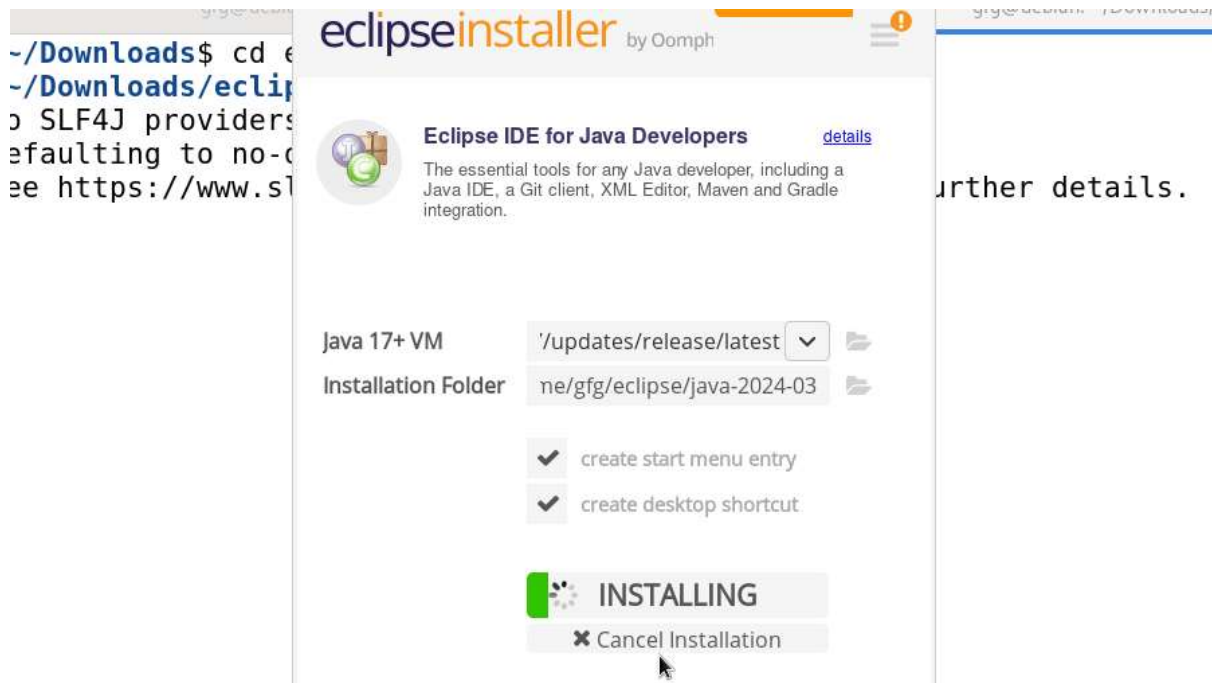 eclipseinstaller by Oomph
~/Downloads$ cd e
~/Downloads/eclip
o SLF4J providers
efaulting to no-o
ee https://www.sl
urther details.
Eclipse IDE for Java Developers details
The essential tools for any Java developer, including a
Java IDE, a Git client, XML Editor, Maven and Gradle
integration.
Java 17+ VM '/updates/release/latest
Installation Folder ne/gfg/eclipse/java-2024-03
create start menu entry
create desktop shortcut
INSTALLING
✖ Cancel Installation